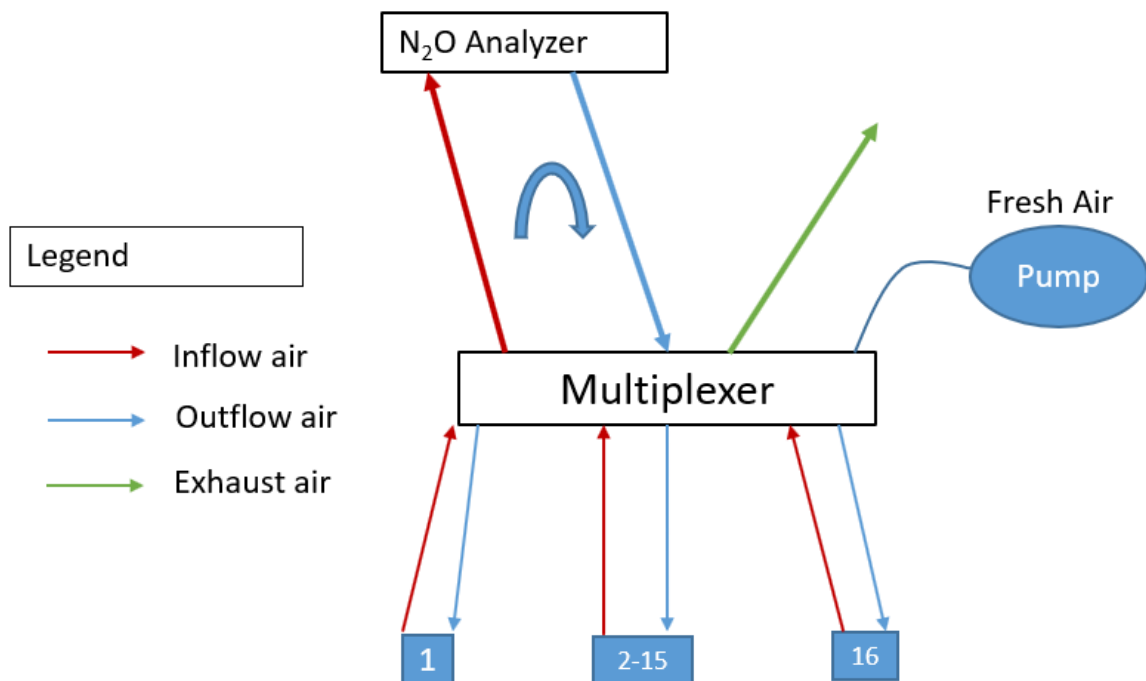 N₂O Analyzer
Fresh Air
Pump
Legend
Inflow air
Outflow air
Exhaust air
Multiplexer
1
2-15
16